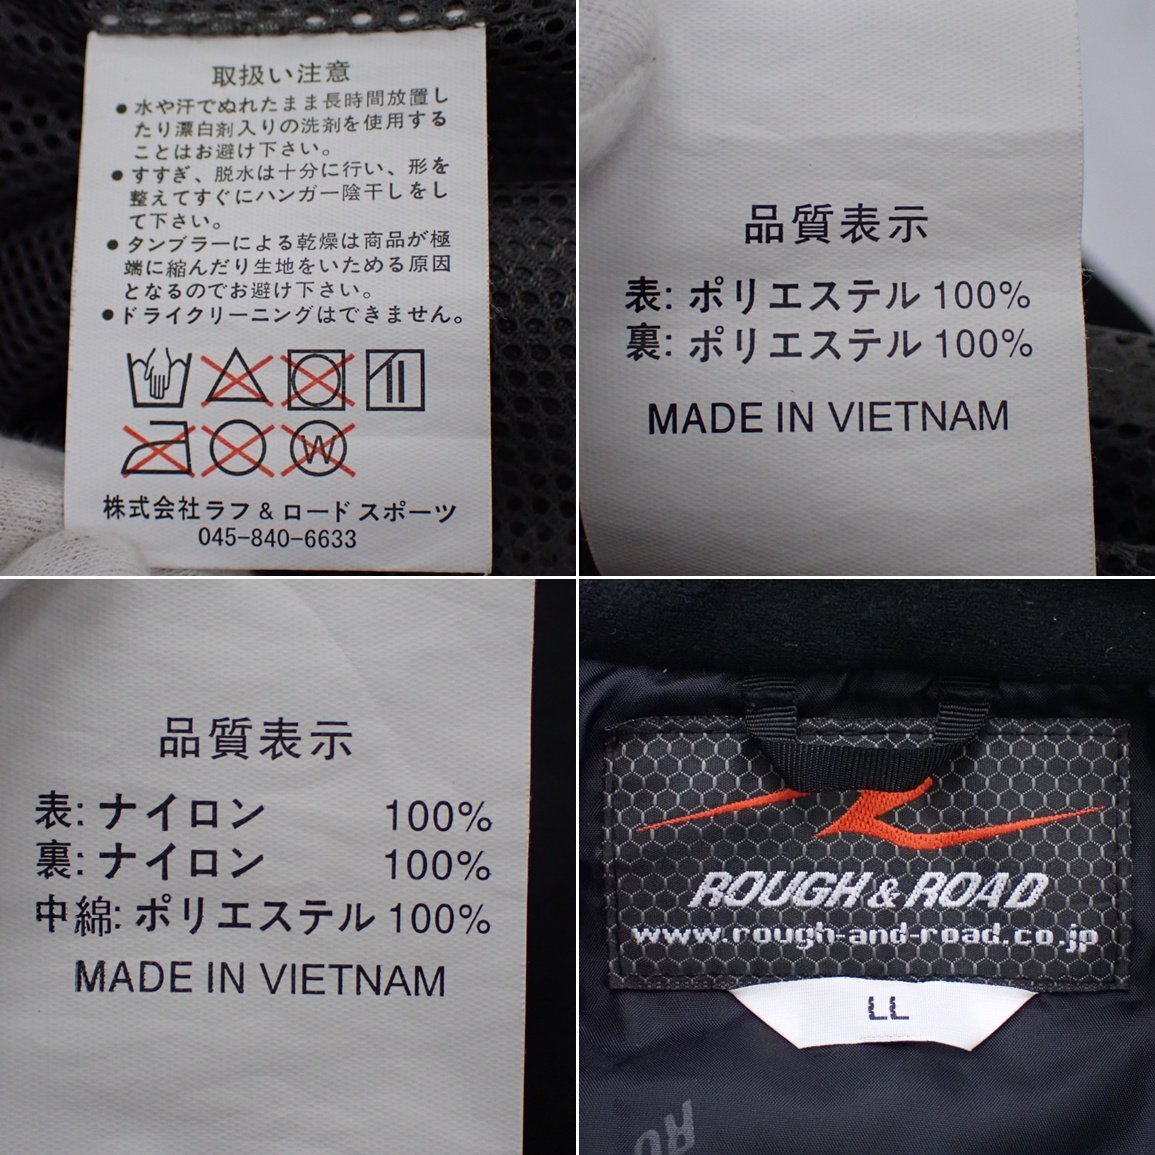 取扱い注意
●水や汗でぬれたまま長時間放置し
たり漂白剤入りの洗剤を使用する
ことはお避け下さい。
●すすぎ、脱水は十分に行い、形を
整えてすぐにハンガー陰干しをし
て下さい。
●タンブラーによる乾燥は商品が極
端に縮んだり生地をいためる原因
となるのでお避け下さい。
●ドライクリーニングはできません。
W
株式会社ラフ&ロードスポーツ
045-840-6633
品質表示
表: ポリエステル 100%
裏: ポリエステル 100%
MADE IN VIETNAM
品質表示
表: ナイロン 100%
裏: ナイロン 100%
中綿: ポリエステル 100%
MADE IN VIETNAM
ROUGH&ROAD
www.rough-and-road.co.jp
LL
RO